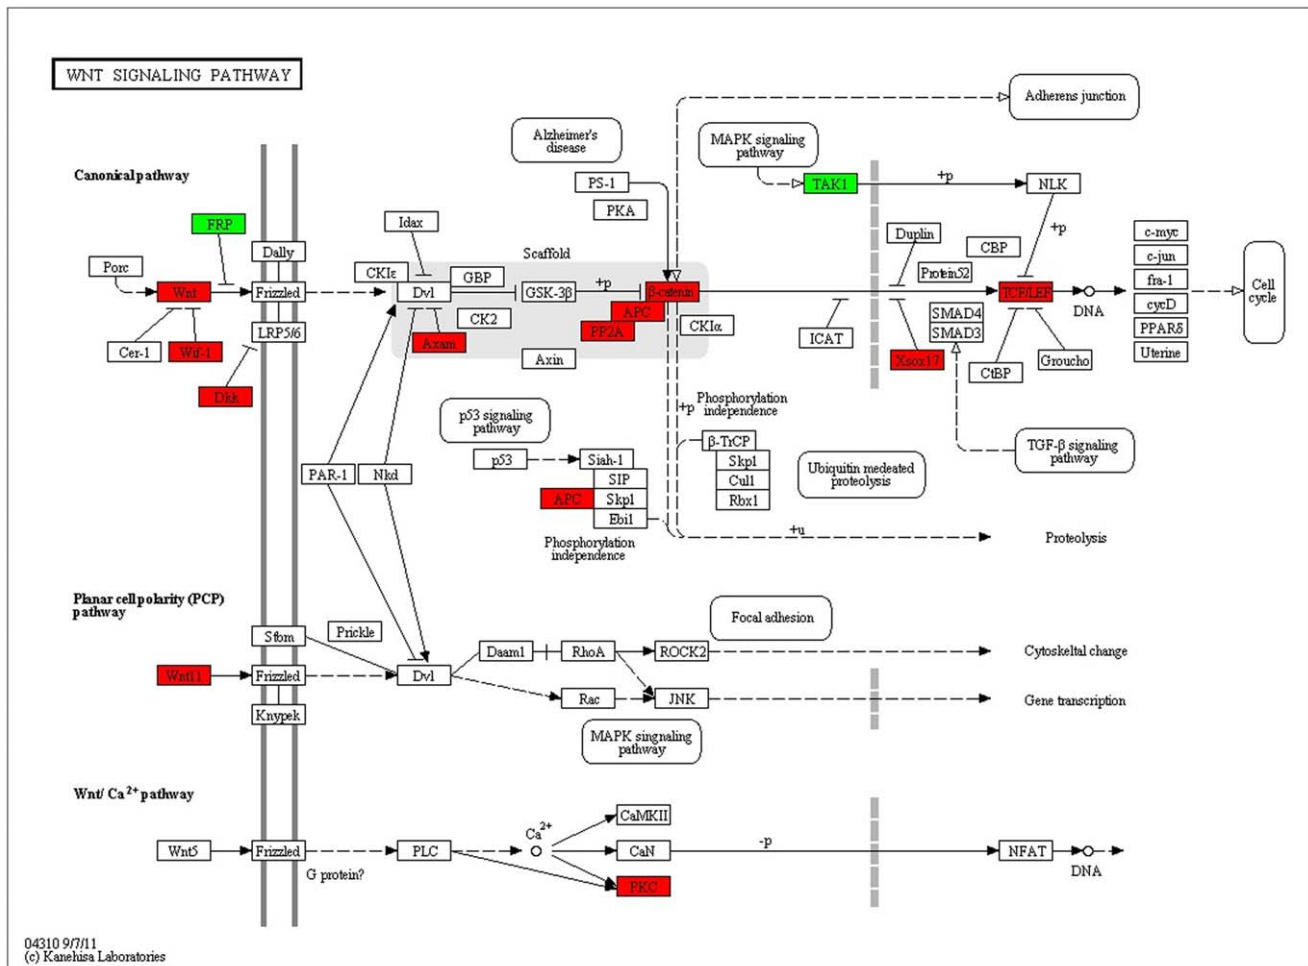 WNT SIGNALING PATHWAY
Adherens junction
Alzheimer's
disease
MAPK signaling
pathway
Canonical pathway
PS-1
TAK1
+p
NLK
PKA
FRP
Idax
Duplin
CBP
+p
c-myc
Dally
Scaffold
c-jun
Porc
CKIε
GBP
+p
Protein52
fra-1
Wnt
Frizzled
Dvl
GSK-3β
β-catenin
TCF/LEF
DNA
Cell
cycle
APC
SMAD4
cycD
LRP5/6
CK2
PP2A
CKIα
SMAD3
PPARδ
Cer-1
Wif-1
Axam
ICAT
Uterine
Axin
Xsox17
CtBP
Groucho
Dkk
+p
Phosphorylation
independence
p53 signaling
pathway
β-TrCP
TGF-β signaling
pathway
p53
Siah-1
Skp1
Ubiquitin medeated
proteolysis
PAR-1
Nkd
SIP
Cul1
APC
Skp1
Rbx1
Ebi1
+u
Proteolysis
Phosphorylation
independence
Planar cell polarity (PCP)
pathway
Focal adhesion
Stbm
Prickle
Daam1
RhoA
ROCK2
Cytoskeltal change
Wnt11
Frizzled
Dvl
Rac
JNK
Gene transcription
Knypek
MAPK singnaling
pathway
Wnt/ Ca2+ pathway
CaMKII
Ca2+
Wnt5
Frizzled
PLC
CaN
-p
NFAT
DNA
G protein?
PKC
04310 9/7/11
(c) Kanehisa Laboratories